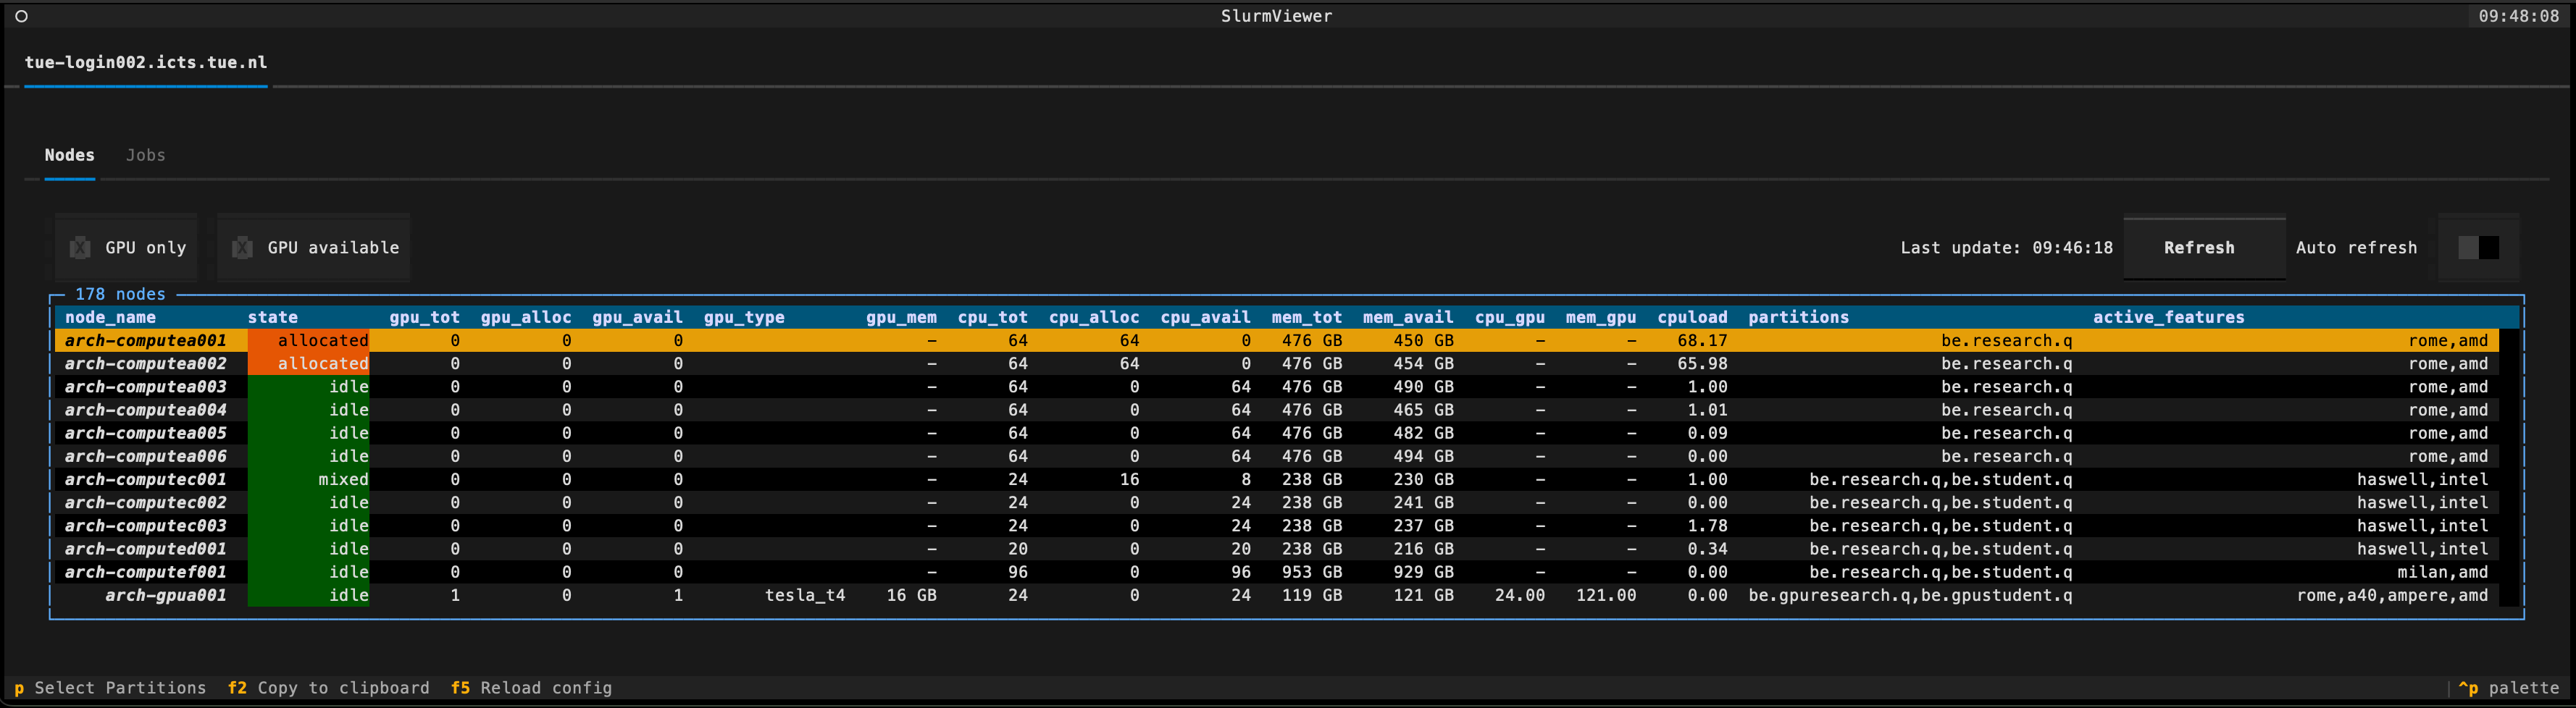 SlurmViewer 09:48:08
tue-login002.icts.tue.nl
Nodes Jobs
X GPU only X GPU available Last update: 09:46:18 Refresh Auto refresh
178 nodes
node_name state gpu_tot gpu_alloc gpu_avail gpu_type gpu_mem cpu_tot cpu_alloc cpu_avail mem_tot mem_avail cpu_gpu mem_gpu cpuload partitions active_features
arch-computea001 allocated 0 0 0 – 64 64 0 476 GB 450 GB – – 68.17 be.research.q rome,amd
arch-computea002 allocated 0 0 0 – 64 64 0 476 GB 454 GB – – 65.98 be.research.q rome,amd
arch-computea003 idle 0 0 0 – 64 0 64 476 GB 490 GB – – 1.00 be.research.q rome,amd
arch-computea004 idle 0 0 0 – 64 0 64 476 GB 465 GB – – 1.01 be.research.q rome,amd
arch-computea005 idle 0 0 0 – 64 0 64 476 GB 482 GB – – 0.09 be.research.q rome,amd
arch-computea006 idle 0 0 0 – 64 0 64 476 GB 494 GB – – 0.00 be.research.q rome,amd
arch-computec001 mixed 0 0 0 – 24 16 8 238 GB 230 GB – – 1.00 be.research.q,be.student.q haswell,intel
arch-computec002 idle 0 0 0 – 24 0 24 238 GB 241 GB – – 0.00 be.research.q,be.student.q haswell,intel
arch-computec003 idle 0 0 0 – 24 0 24 238 GB 237 GB – – 1.78 be.research.q,be.student.q haswell,intel
arch-computed001 idle 0 0 0 – 20 0 20 238 GB 216 GB – – 0.34 be.research.q,be.student.q haswell,intel
arch-computef001 idle 0 0 0 – 96 0 96 953 GB 929 GB – – 0.00 be.research.q,be.student.q milan,amd
arch-gpua001 idle 1 0 1 tesla_t4 16 GB 24 0 24 119 GB 121 GB 24.00 121.00 0.00 be.gpuresearch.q,be.gpustudent.q rome,a40,ampere,amd
p Select Partitions f2 Copy to clipboard f5 Reload config ^p palette